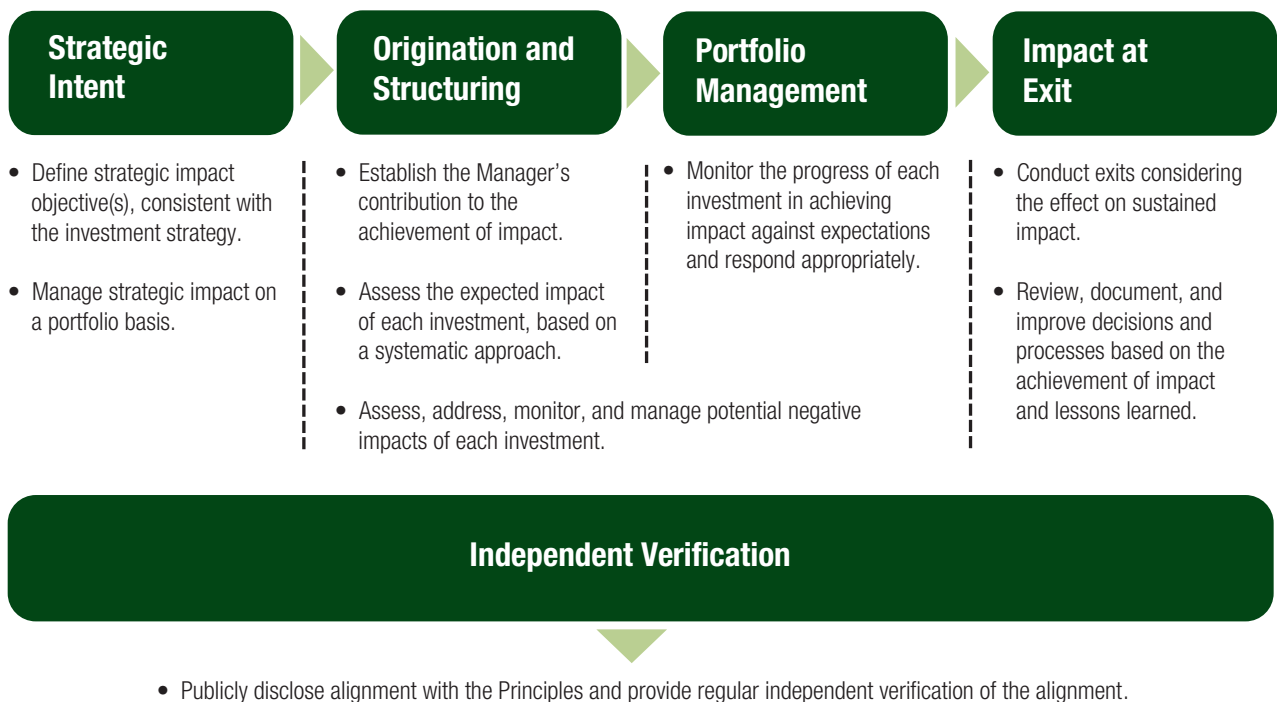 Strategic
Intent
Origination and
Structuring
Portfolio
Management
Impact at
Exit
• Define strategic impact
objective(s), consistent with
the investment strategy.
• Manage strategic impact on
a portfolio basis.
• Establish the Manager's
contribution to the
achievement of impact.
• Assess the expected impact
of each investment, based on
a systematic approach.
• Monitor the progress of each
investment in achieving
impact against expectations
and respond appropriately.
• Assess, address, monitor, and manage potential negative
impacts of each investment.
• Conduct exits considering
the effect on sustained
impact.
• Review, document, and
improve decisions and
processes based on the
achievement of impact
and lessons learned.
Independent Verification
• Publicly disclose alignment with the Principles and provide regular independent verification of the alignment.